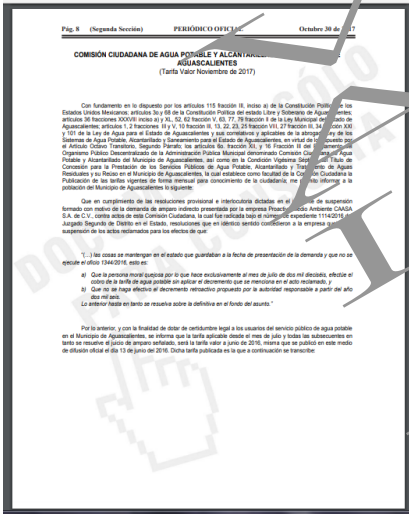 Pág. 8 (Segunda Sección) PERIÓDICO OFICIAL Octubre 30 de 17
COMISIÓN CIUDADANA DE AGUA POTABLE Y ALCANTARIL DE
AGUASCALIENTES
(Tarifa Valor Noviembre de 2017)
Con fundamento en lo dispuesto por los artículos 115 fracción III, inciso a) de la Constitución Política los
Estados Unidos Mexicanos, artículos 3o y 68 de la Constitución Política del estado Libre y Soberano de Aguascalientes;
artículos 36 fracciones XXXVIII inciso a) y XL, 52, 62 fracción V, 63, 77, 78 fracción II de la Ley Municipal de Estado de
Aguascalientes; artículos 1, 2 fracciones III y V, 10 fracción III, 13, 22, 23, 25 fracción VIII, 27 fracción III, 34 fracción XXI
y 101 de la Ley de Agua para el Estado de Aguascalientes y sus correlativos y aplicables de la abrogada Ley de los
Sistemas de Agua Potable, Alcantarillado y Saneamiento para el Estado de Aguascalientes, en virtud de lo dispuesto por
el Artículo Octavo Transitorio, Segundo Párrafo; los artículos 6o. fracción XII, y 16 Fracción III del de
Organismo Público Descentralizado de la Administración Pública Municipal denominado Comisión Ciudadana de Agua
Potable y Alcantarillado del Municipio de Aguascalientes, así como en la Condición Vigésima Séptima del Título de
Concesión para la Prestación de los Servicios Públicos de Agua Potable, Alcantarillado y Tratamiento de Aguas
Residuales y su Reúso en el Municipio de Aguascalientes, la cual establece como facultad de la Comisión Ciudadana la
Publicación de las tarifas vigentes de forma mensual para conocimiento de la ciudadanía; me permito informar a la
población del Municipio de Aguascalientes lo siguiente:
Que en cumplimiento de las resoluciones provisional e interlocutoria dictadas en el de suspensión
formado con motivo de la demanda de amparo indirecto presentada por la empresa Proactiva Medio Ambiente CAASA
S.A. de C.V., contra actos de esta Comisión Ciudadana, la cual fue radicada bajo el número de expediente 1114/2016 del
Juzgado Segundo de Distrito en el Estado, resoluciones que en idéntico sentido concedieron a la empresa quejosa
suspensión de los actos reclamados para los efectos de que:
"(…) las cosas se mantengan en el estado que guardaban a la fecha de presentación de la demanda y que no se
ejecute el oficio 1344/2016, esto es:
a) Que la persona moral quejosa por lo que hace exclusivamente al mes de julio de dos mil dieciséis, efectúe el
cobro de la tarifa de agua potable sin aplicar el decremento que se menciona en el acto reclamado, y
b) Que no se haga efectivo el decremento retroactivo propuesto por la autoridad responsable a partir del año
dos mil seis.
Lo anterior hasta en tanto se resuelva sobre la definitiva en el fondo del asunto."
Por lo anterior, y con la finalidad de dotar de certidumbre legal a los usuarios del servicio público de agua potable
en el Municipio de Aguascalientes, se informa que la tarifa aplicable desde el mes de julio y todas las subsecuentes en
tanto se resuelve el juicio de amparo señalado, será la tarifa valor a junio de 2016, misma que se publicó en este medio
de difusión oficial el día 13 de junio del 2016. Dicha tarifa publicada es la que a continuación se transcribe: